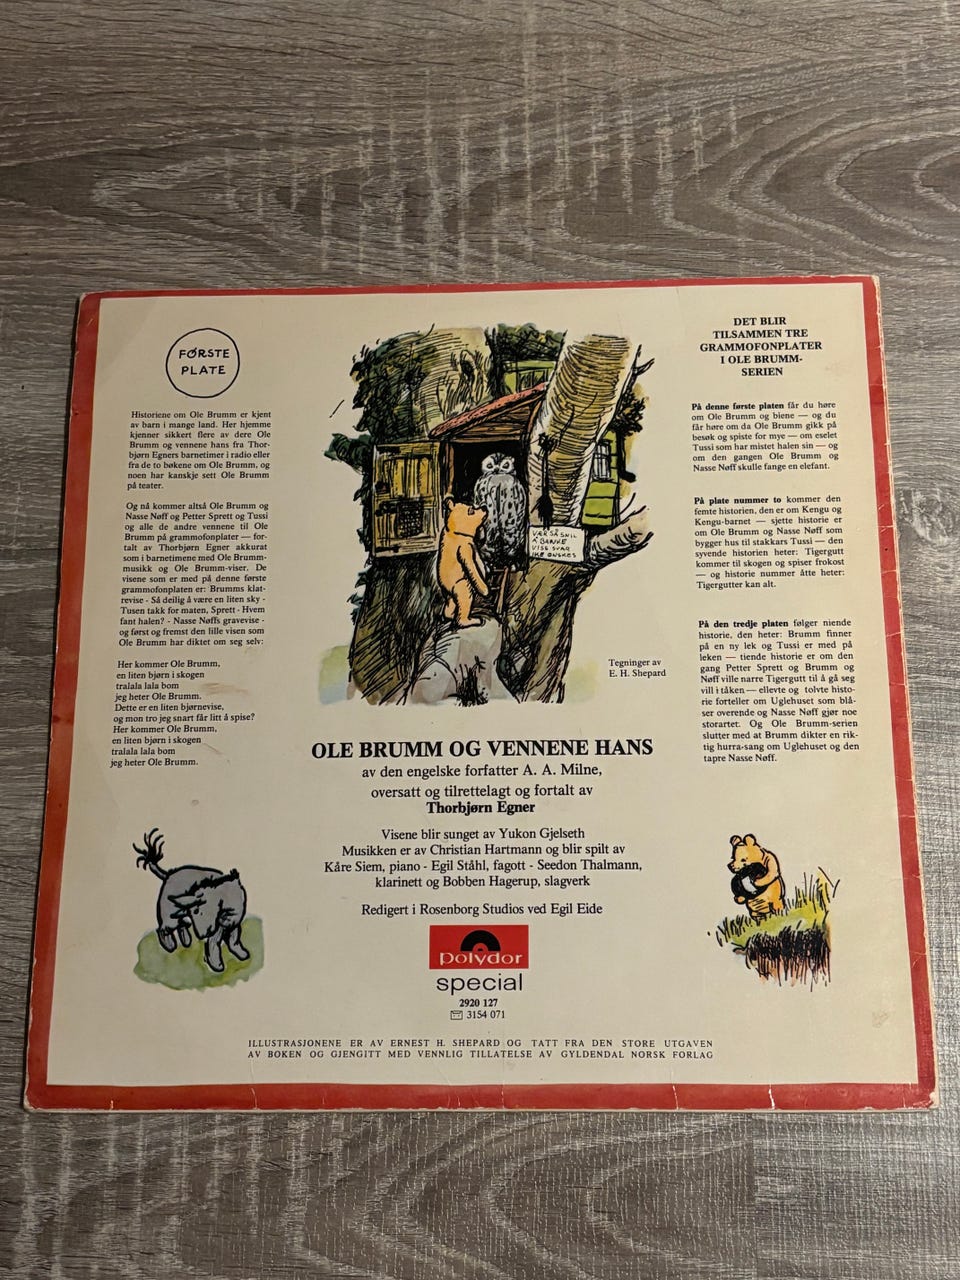 FØRSTE
PLATE
Historiene om Ole Brumm er kjent
av barn i mange land. Her hjemme
kjenner sikkert flere av dere Ole
Brumm og vennene hans fra Thor-
bjørn Egners barnetimer i radio eller
fra de to bøkene om Ole Brumm, og
noen har kanskje sett Ole Brumm
på teater.
Og nå kommer altså Ole Brumm og
Nasse Nøff og Petter Sprett og Tussi
og alle de andre vennene til Ole
Brumm på grammofonplater — for-
talt av Thorbjørn Egner akkurat
som i barnetimene med Ole Brumm-
musikk og Ole Brumm-viser. De
visene som er med på denne første
grammofonplaten er: Brumms klat-
revise - Så deilig å være en liten sky -
Tusen takk for maten, Sprett - Hvem
fant halen? - Nasse Nøffs gravevise -
og først og fremst den lille visen som
Ole Brumm har diktet om seg selv:
Her kommer Ole Brumm,
en liten bjørn i skogen
tralala lala bom
jeg heter Ole Brumm.
Dette er en liten bjørnevise,
og mon tro jeg snart får litt å spise?
Her kommer Ole Brumm,
en liten bjørn i skogen
tralala lala bom
jeg heter Ole Brumm.
VÆR SÅ SNIL
Å BANKE
VISS SVAR
IKE ØNSKES
Tegninger av
E. H. Shepard
DET BLIR
TILSAMMEN TRE
GRAMMOFONPLATER
I OLE BRUMM-
SERIEN
På denne første platen får du høre
om Ole Brumm og biene — og du
får høre om da Ole Brumm gikk på
besøk og spiste for mye — om eselet
Tussi som har mistet halen sin — og
om den gangen Ole Brumm og
Nasse Nøff skulle fange en elefant.
På plate nummer to kommer den
femte historien, den er om Kengu og
Kengu-barnet — sjette historie er
om Ole Brumm og Nasse Nøff som
bygger hus til stakkars Tussi — den
syvende historien heter: Tigergutt
kommer til skogen og spiser frokost
— og historie nummer åtte heter:
Tigergutter kan alt.
På den tredje platen følger niende
historie, den heter: Brumm finner
på en ny lek og Tussi er med på
leken — tiende historie er om den
gang Petter Sprett og Brumm og
Nøff ville narre Tigergutt til å gå seg
vill i tåken — ellevte og tolvte histo-
rie forteller om Uglehuset som blå-
ser overende og Nasse Nøff gjør noe
storartet. Og Ole Brumm-serien
slutter med at Brumm dikter en rik-
tig hurra-sang om Uglehuset og den
tapre Nasse Nøff.
OLE BRUMM OG VENNENE HANS
av den engelske forfatter A. A. Milne,
oversatt og tilrettelagt og fortalt av
Thorbjørn Egner
Visene blir sunget av Yukon Gjelseth
Musikken er av Christian Hartmann og blir spilt av
Kåre Siem, piano - Egil Ståhl, fagott - Seedon Thalmann,
klarinett og Bobben Hagerup, slagverk
Redigert i Rosenborg Studios ved Egil Eide
polydor
special
2920 127
3154 071
ILLUSTRASJONENE ER AV ERNEST H. SHEPARD OG TATT FRA DEN STORE UTGAVEN
AV BOKEN OG GJENGITT MED VENNLIG TILLATELSE AV GYLDENDAL NORSK FORLAG